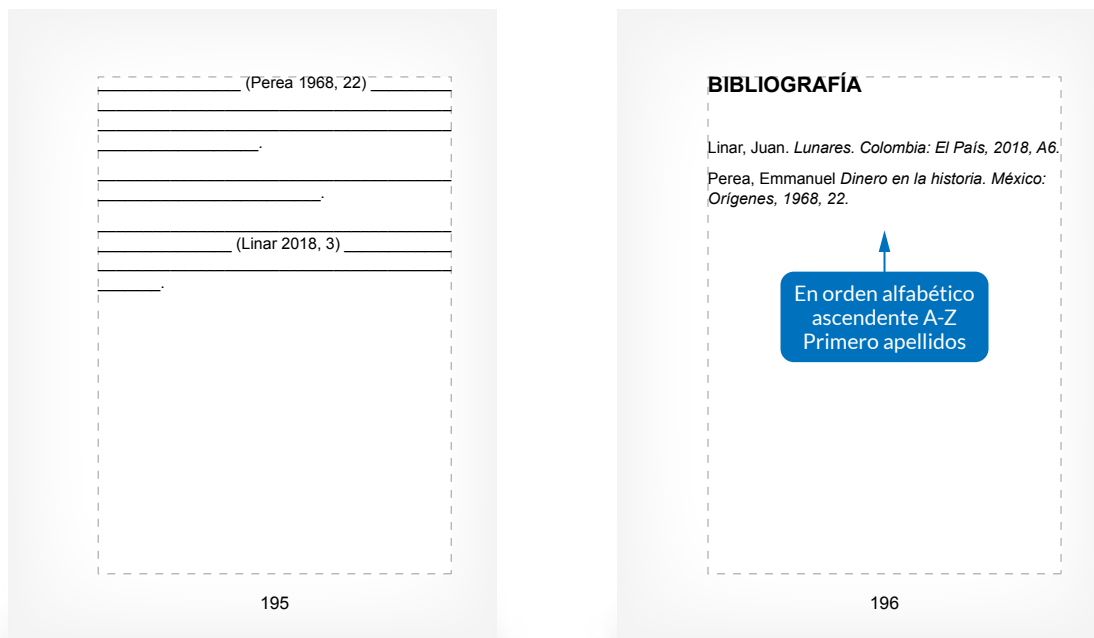 (Perea 1968, 22)
.
.
(Linar 2018, 3)
.
195
BIBLIOGRAFÍA
Linar, Juan. Lunares. Colombia: El País, 2018, A6.
Perea, Emmanuel Dinero en la historia. México:
Orígenes, 1968, 22.
En orden alfabético
ascendente A-Z
Primero apellidos
196